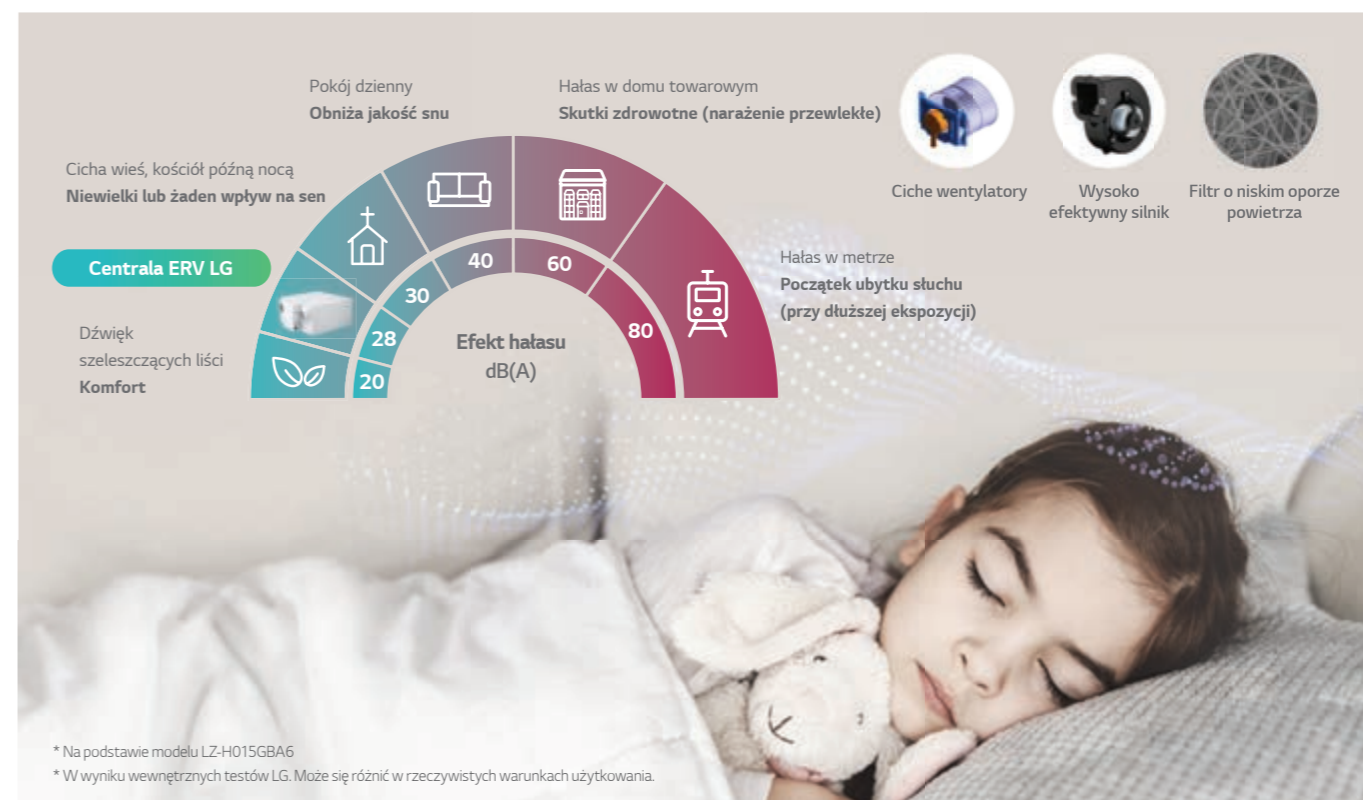 Pokój dzienny
Obniża jakość snu
Hałas w domu towarowym
Skutki zdrowotne (narażenie przewlekłe)
Ciche wentylatory
Wysoko
efektywny silnik
Filtr o niskim oporze
powietrza
Cicha wieś, kościół późną nocą
Niewielki lub żaden wpływ na sen
Centrala ERV LG
Dźwięk
szeleszczących liści
Komfort
20
28
30
40
60
80
Efekt hałasu
dB(A)
Hałas w metrze
Początek ubytku słuchu
(przy dłuższej ekspozycji)
* Na podstawie modelu LZ-H015GBA6
* W wyniku wewnętrznych testów LG. Może się różnić w rzeczywistych warunkach użytkowania.